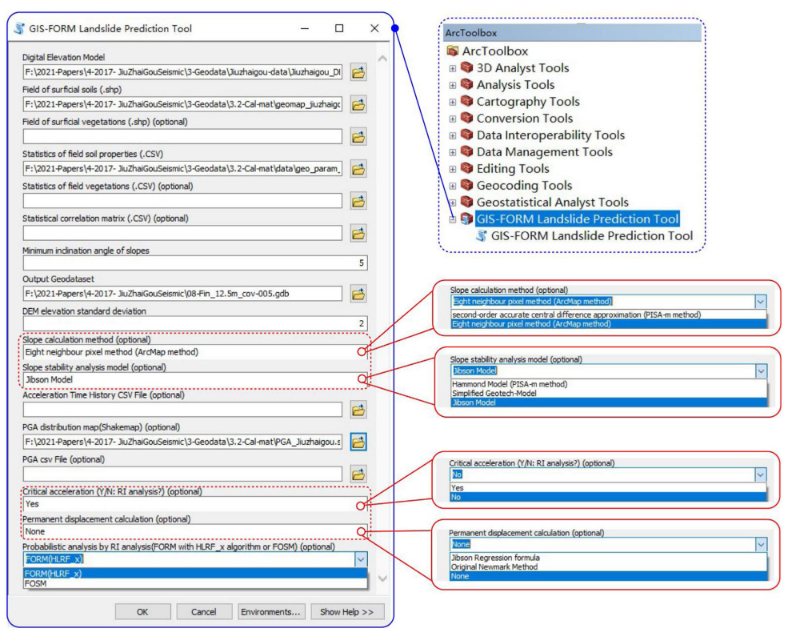 GIS-FORM Landslide Prediction Tool
Digital Elevation Model
F:\2021-Papers\4-2017- JiuZhaiGouSeismic\3-Geodata\Jiuzhaigou-data\Jiuzhaigou_DI
Field of surficial soils (.shp)
F:\2021-Papers\4-2017- JiuZhaiGouSeismic\3-Geodata\3.2-Cal-mat\geomap_jiuzhaigc
Field of surficial vegetations (.shp) (optional)
Statistics of field soil properties (.CSV)
F:\2021-Papers\4-2017- JiuZhaiGouSeismic\3-Geodata\3.2-Cal-mat\data\geo_param_
Statistics of field vegetations (.CSV) (optional)
Statistical correlation matrix (.CSV) (optional)
Minimum inclination angle of slopes
5
Output Geodataset
F:\2021-Papers\4-2017- JiuZhaiGouSeismic\08-Fin_12.5m_cov-005.gdb
DEM elevation standard deviation
2
Slope calculation method (optional)
Eight neighbour pixel method (ArcMap method)
Slope stability analysis model (optional)
Jibson Model
Acceleration Time History CSV File (optional)
PGA distribution map(Shakemap) (optional)
F:\2021-Papers\4-2017- JiuZhaiGouSeismic\3-Geodata\3.2-Cal-mat\PGA_Jiuzhaigou.s
PGA csv File (optional)
Critical acceleration (Y/N: RI analysis?) (optional)
Yes
Permanent displacement calculation (optional)
None
Probabilistic analysis by RI analysis(FORM with HLRF_x algorithm or FOSM) (optional)
FORM(HLRF_x)
FORM(HLRF_x)
FOSM
OK
Cancel
Environments...
Show Help >>
ArcToolbox
ArcToolbox
3D Analyst Tools
Analysis Tools
Cartography Tools
Conversion Tools
Data Interoperability Tools
Data Management Tools
Editing Tools
Geocoding Tools
Geostatistical Analyst Tools
GIS-FORM Landslide Prediction Tool
GIS-FORM Landslide Prediction Tool
Slope calculation method (optional)
Eight neighbour pixel method (ArcMap method)
second-order accurate central difference approximation (PISA-m method)
Eight neighbour pixel method (ArcMap method)
Slope stability analysis model (optional)
Jibson Model
Hammond Model (PISA-m method)
Simplified Geotech-Model
Jibson Model
Critical acceleration (Y/N: RI analysis?) (optional)
No
Yes
No
Permanent displacement calculation (optional)
None
Jibson Regression formula
Original Newmark Method
None